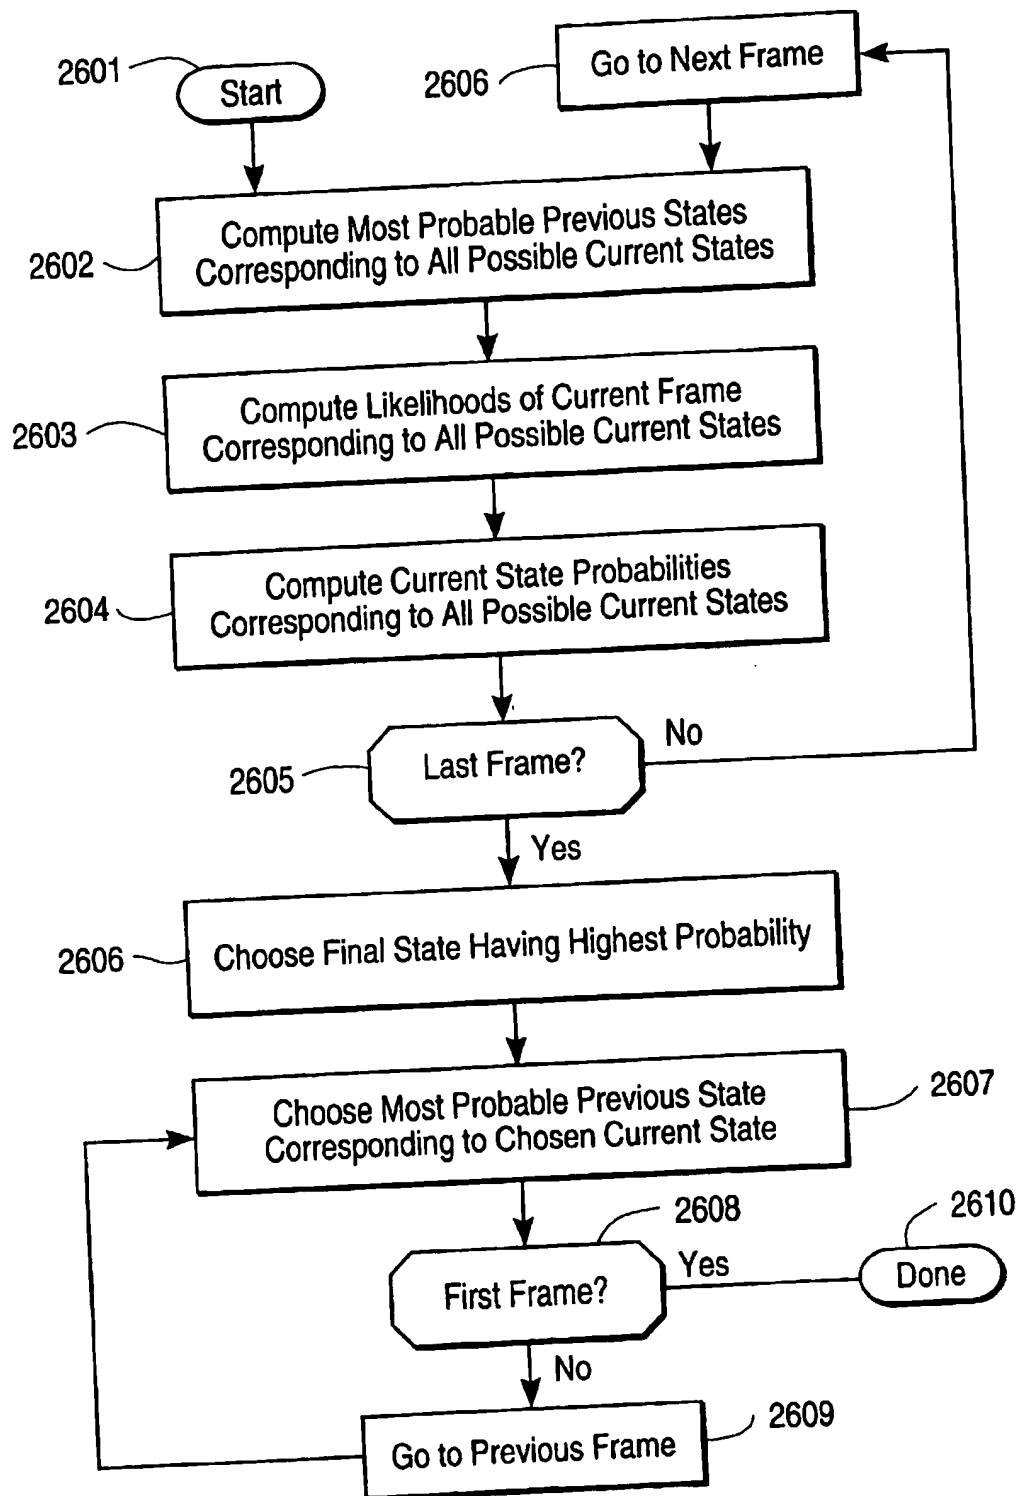 2601
Start
2606
Go to Next Frame
2602
Compute Most Probable Previous States
Corresponding to All Possible Current States
2603
Compute Likelihoods of Current Frame
Corresponding to All Possible Current States
2604
Compute Current State Probabilities
Corresponding to All Possible Current States
2605
Last Frame?
No
Yes
2606
Choose Final State Having Highest Probability
2607
Choose Most Probable Previous State
Corresponding to Chosen Current State
2608
First Frame?
Yes
2610
Done
No
2609
Go to Previous Frame